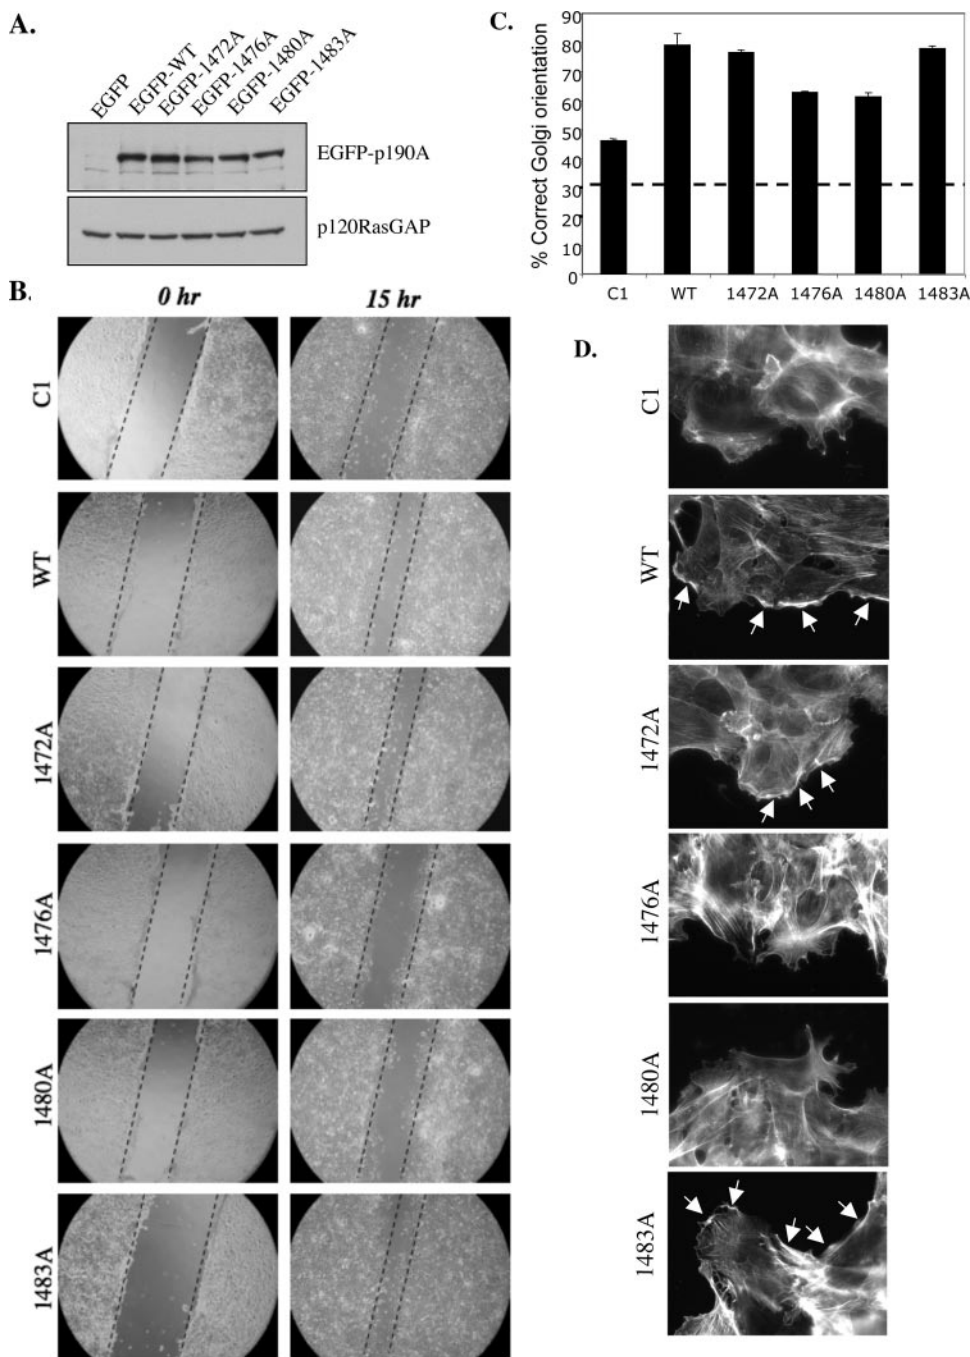 A.
EGFP
EGFP-WT
EGFP-1472A
EGFP-1476A
EGFP-1480A
EGFP-1483A
EGFP-p190A
p120RasGAP
B.
0 hr
15 hr
C1
WT
1472A
1476A
1480A
1483A
C.
% Correct Golgi orientation
90
80
70
60
50
40
30
20
10
0
C1 WT 1472A 1476A 1480A 1483A
D.
C1
WT
1472A
1476A
1480A
1483A